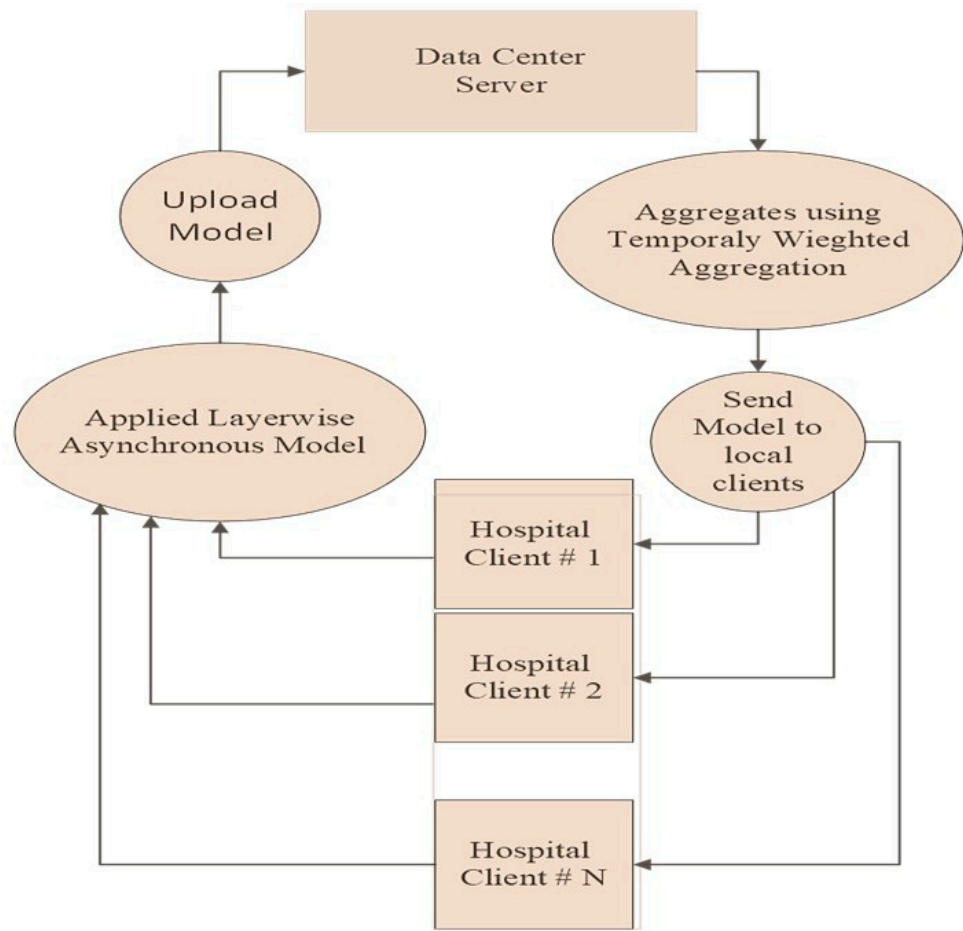 Data Center
Server
Upload
Model
Aggregates using
Temporaly Wieghted
Aggregation
Applied Layerwise
Asynchronous Model
Send
Model to
local
clients
Hospital
Client # 1
Hospital
Client # 2
Hospital
Client # N